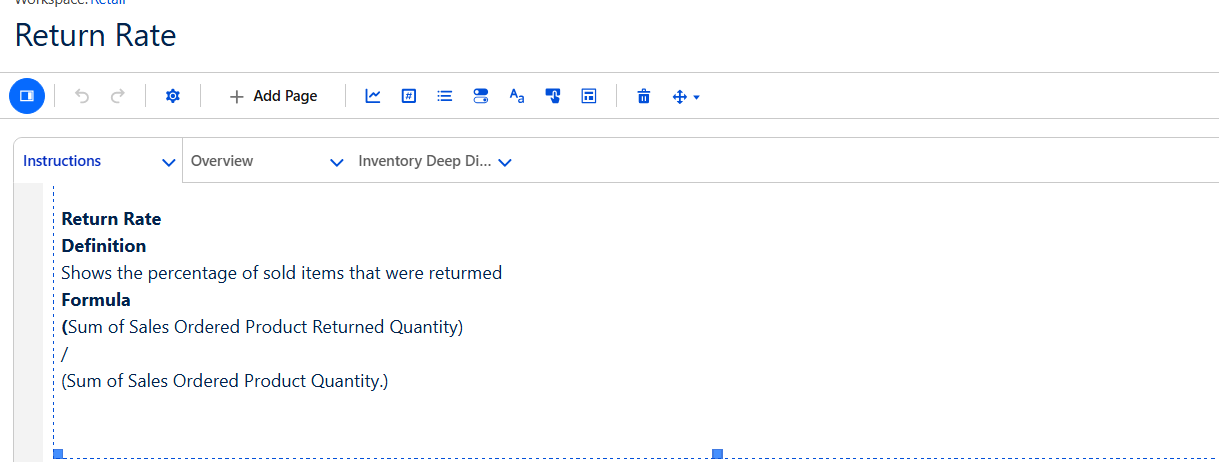 Workspace: Retail
Return Rate
Add Page
Instructions
Overview
Inventory Deep Di...
Return Rate
Definition
Shows the percentage of sold items that were returmed
Formula
(Sum of Sales Ordered Product Returned Quantity)
/
(Sum of Sales Ordered Product Quantity.)